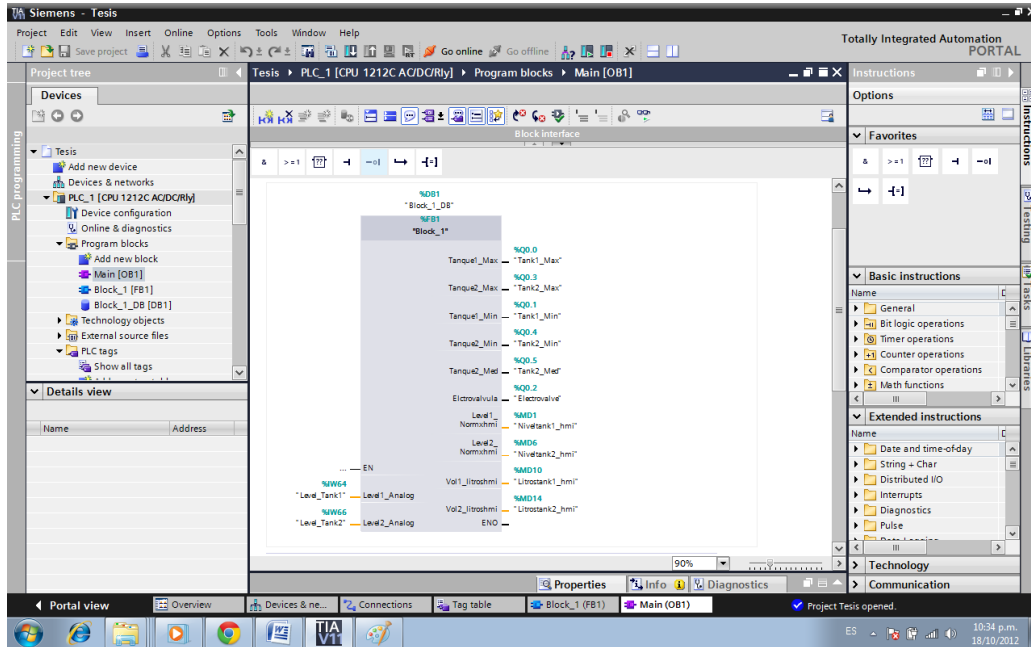 Siemens - Tesis
Project Edit View Insert Online Options Tools Window Help
Totally Integrated Automation
PORTAL
Save project
Go online
Go offline
Project tree
Tesis PLC_1 [CPU 1212C AC/DC/Rly] Program blocks Main [OB1]
Instructions
Devices
Options
PLC programming
Block interface
Favorites
& >=1 [??] -o| [=]
& >=1 [??] -o|
[=]
Tesis
Add new device
Devices & networks
PLC_1 [CPU 1212C AC/DC/Rly]
Device configuration
Online & diagnostics
Program blocks
Add new block
Main [OB1]
Block_1 [FB1]
Block_1_DB [DB1]
Technology objects
External source files
PLC tags
Show all tags
Details view
Name Address
%DB1
"Block_1_DB"
%FB1
"Block_1"
%Q0.0
Tanque1_Max "Tank1_Max"
%Q0.3
Tanque2_Max "Tank2_Max"
%Q0.1
Tanque1_Min "Tank1_Min"
%Q0.4
Tanque2_Min "Tank2_Min"
%Q0.5
Tanque2_Med "Tank2_Med"
%Q0.2
Elctrovalvula "Electrovalve"
Level1_ %MD1
Normxhmi "Niveltank1_hmi"
Level2_ %MD6
Normxhmi "Niveltank2_hmi"
... EN
%MD10
Vol1_litroshmi "Litrostank1_hmi"
%IW64
"Level_Tank1" Level1_Analog
%MD14
Vol2_litroshmi "Litrostank2_hmi"
%IW66
"Level_Tank2" Level2_Analog
ENO
90%
Basic instructions
Name
General
Bit logic operations
Timer operations
Counter operations
Comparator operations
Math functions
Extended instructions
Name
Date and time-of-day
String + Char
Distributed I/O
Interrupts
Diagnostics
Pulse
Technology
Communication
Instructions
Testing
Tasks
Libraries
Properties Info Diagnostics
Portal view Overview Devices & ne... Connections Tag table Block_1 (FB1) Main (OB1) Project Tesis opened.
TIA
V11
ES
10:34 p.m.
18/10/2012